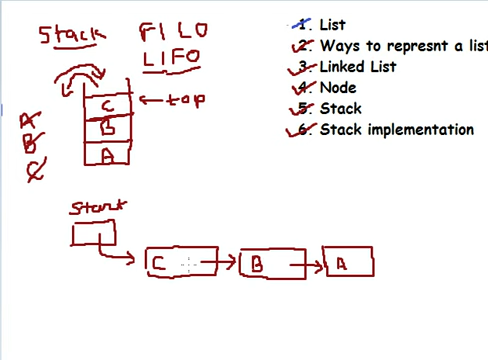 Stack FILO
LIFO
C
← top
B
A
A
B
C
1. List
2. Ways to represnt a list
3. Linked List
4. Node
5. Stack
6. Stack implementation
Start
C → B → A